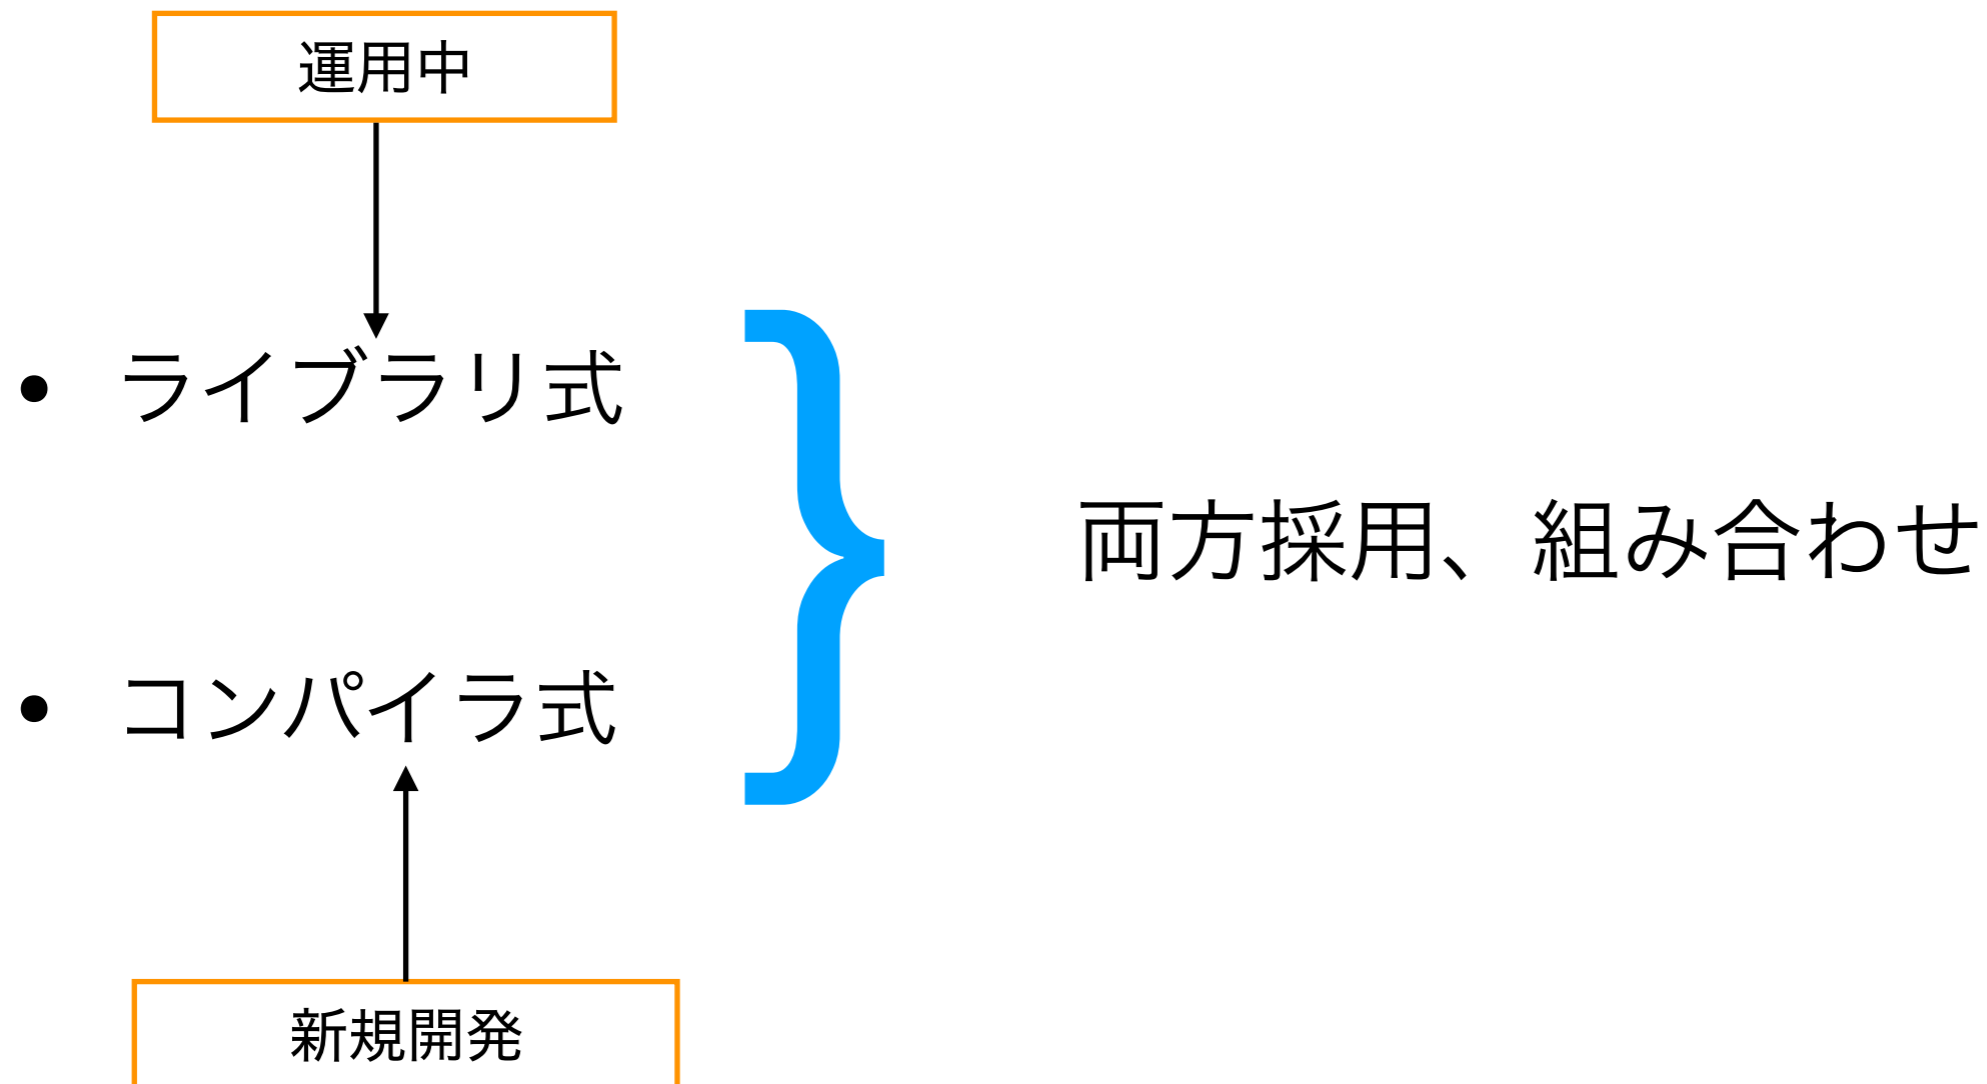 運用中
• ライブラリ式
両方採用、組み合わせ
• コンパイラ式
新規開発